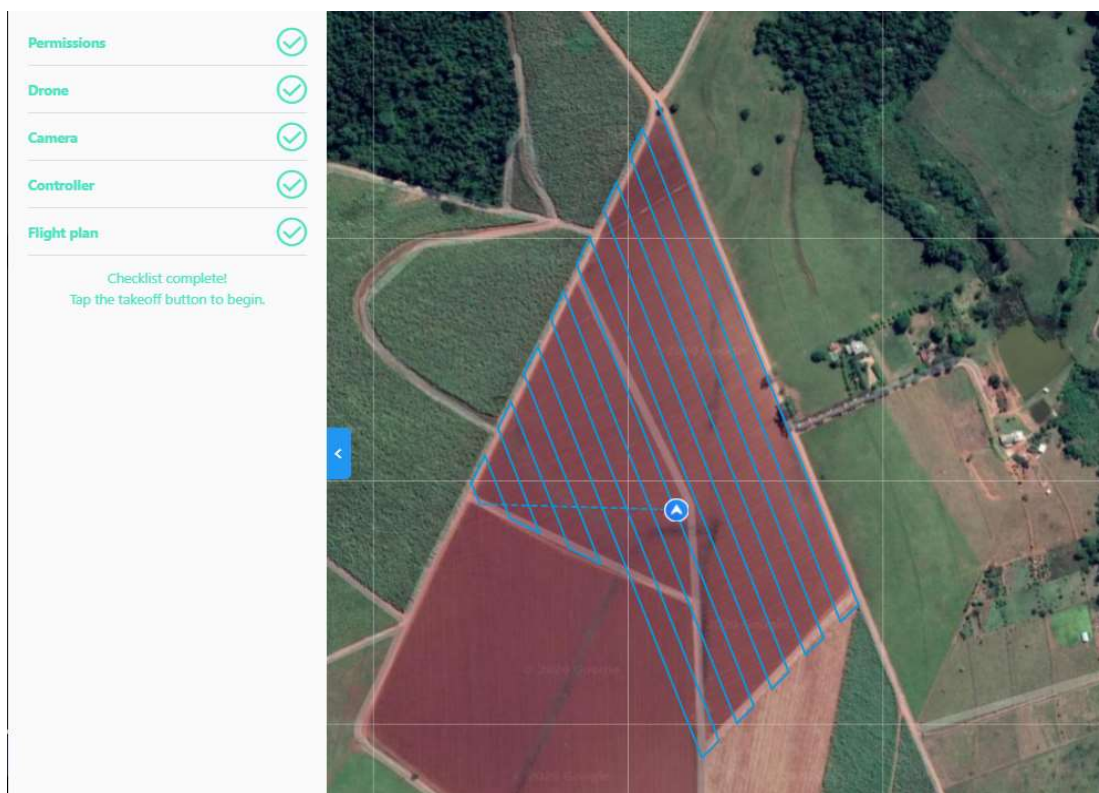 Permissions
Drone
Camera
Controller
Flight plan
Checklist complete!
Tap the takeoff button to begin.